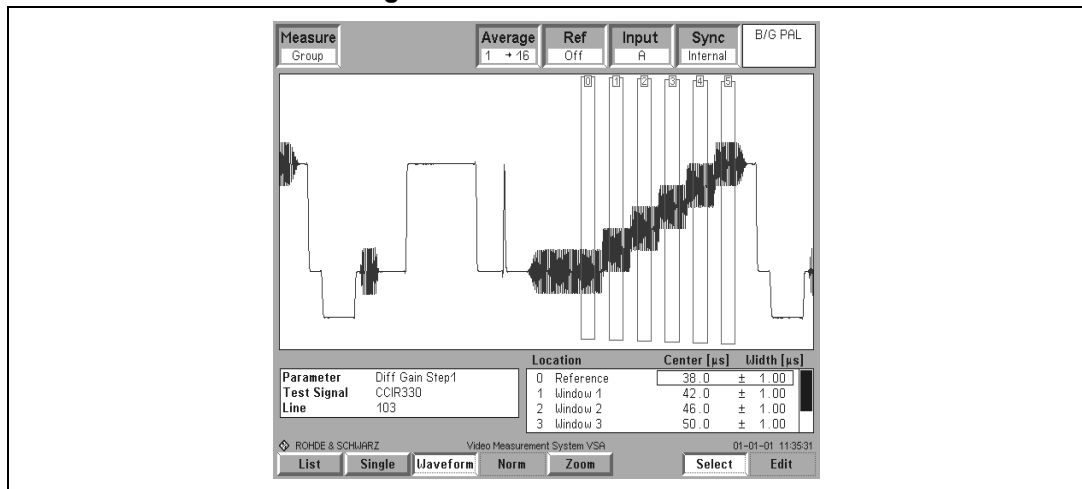 Measure
Group
Average
1 → 16
Ref
Off
Input
A
Sync
Internal
B/G PAL
0 1 2 3 4 5
Parameter Diff Gain Step1
Test Signal CCIR330
Line 103
Location Center [µs] Width [µs]
0 Reference 38.0 ± 1.00
1 Window 1 42.0 ± 1.00
2 Window 2 46.0 ± 1.00
3 Window 3 50.0 ± 1.00
ROHDE & SCHWARZ Video Measurement System VSA 01-01-01 11:35:31
List Single Waveform Norm Zoom Select Edit